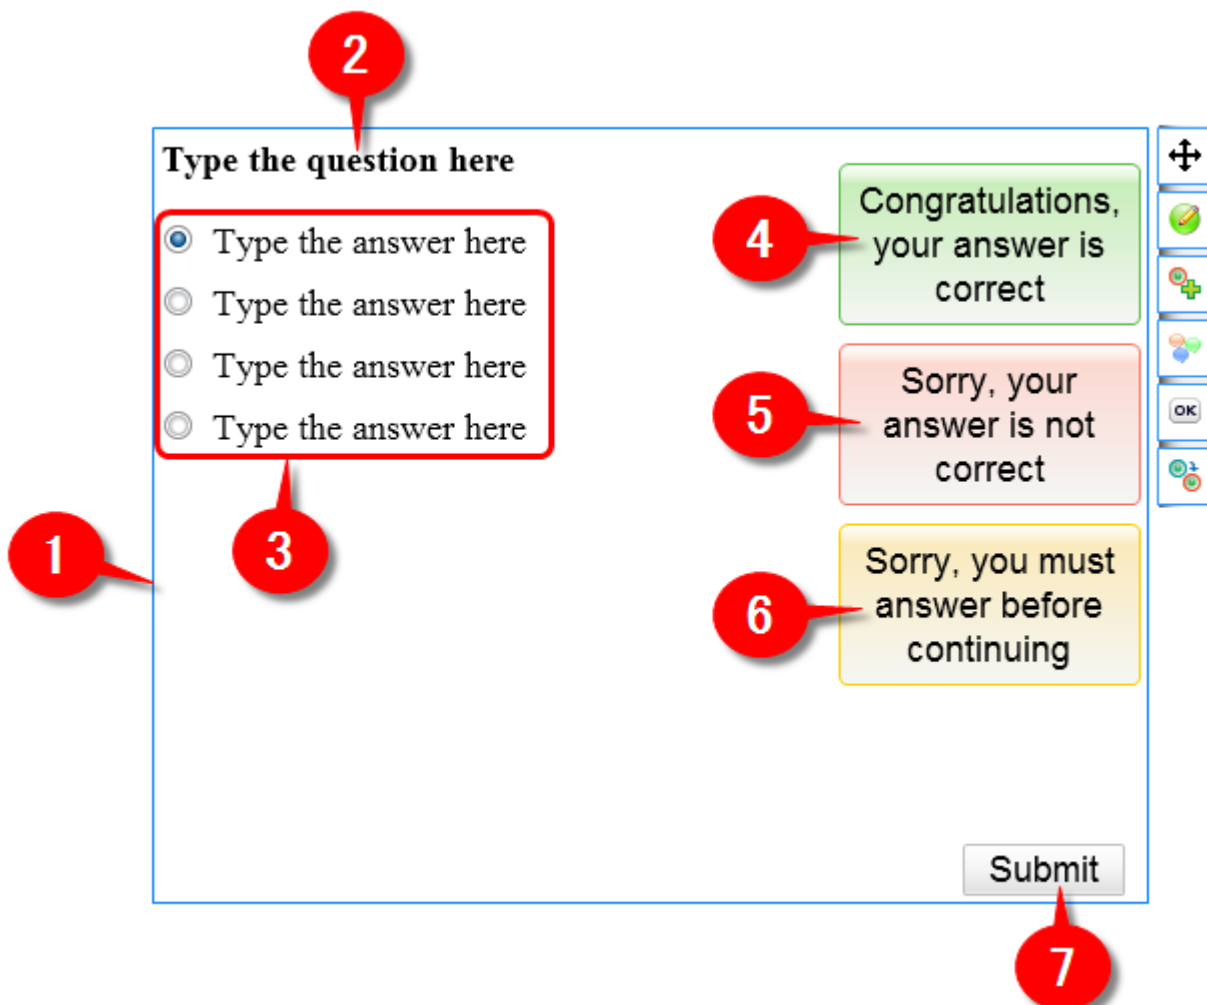 2
Type the question here
Type the answer here
Type the answer here
Type the answer here
Type the answer here
3
1
4
Congratulations,
your answer is
correct
5
Sorry, your
answer is not
correct
6
Sorry, you must
answer before
continuing
Submit
7
OK